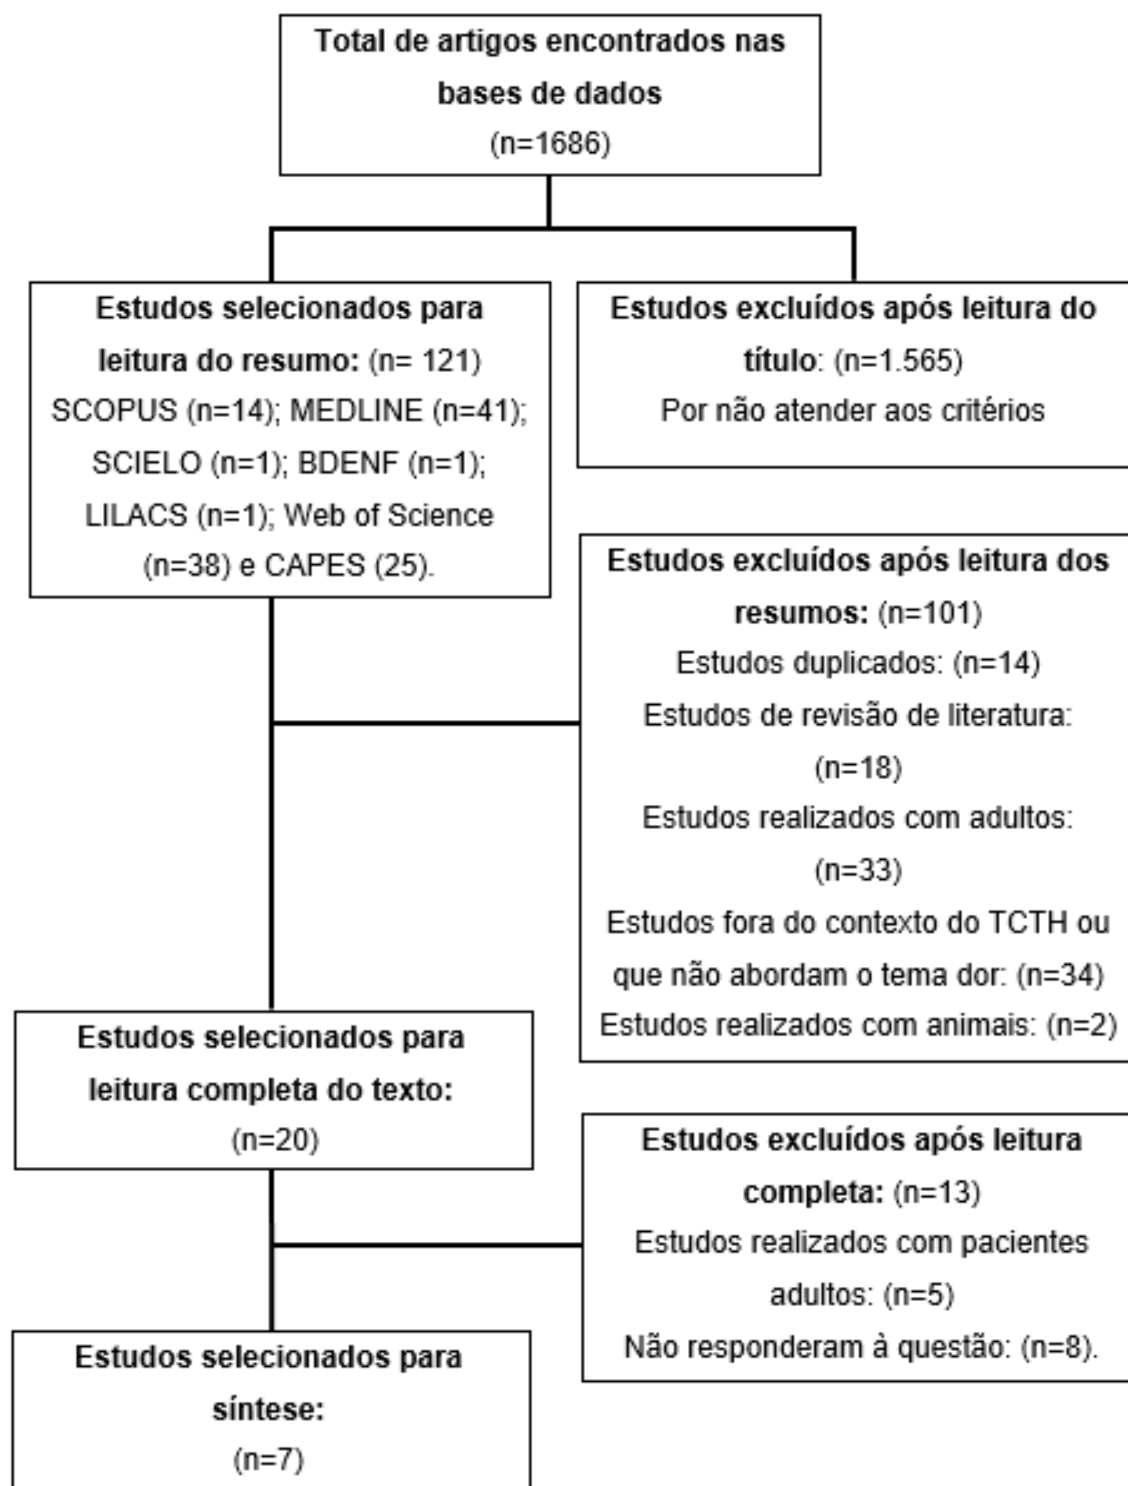 Total de artigos encontrados nas
bases de dados
(n=1686)
Estudos selecionados para
leitura do resumo: (n= 121)
SCOPUS (n=14); MEDLINE (n=41);
SCIELO (n=1); BDENF (n=1);
LILACS (n=1); Web of Science
(n=38) e CAPES (25).
Estudos excluídos após leitura do
título: (n=1.565)
Por não atender aos critérios
Estudos excluídos após leitura dos
resumos: (n=101)
Estudos duplicados: (n=14)
Estudos de revisão de literatura:
(n=18)
Estudos realizados com adultos:
(n=33)
Estudos fora do contexto do TCTH ou
que não abordam o tema dor: (n=34)
Estudos realizados com animais: (n=2)
Estudos selecionados para
leitura completa do texto:
(n=20)
Estudos excluídos após leitura
completa: (n=13)
Estudos realizados com pacientes
adultos: (n=5)
Não responderam à questão: (n=8).
Estudos selecionados para
síntese:
(n=7)